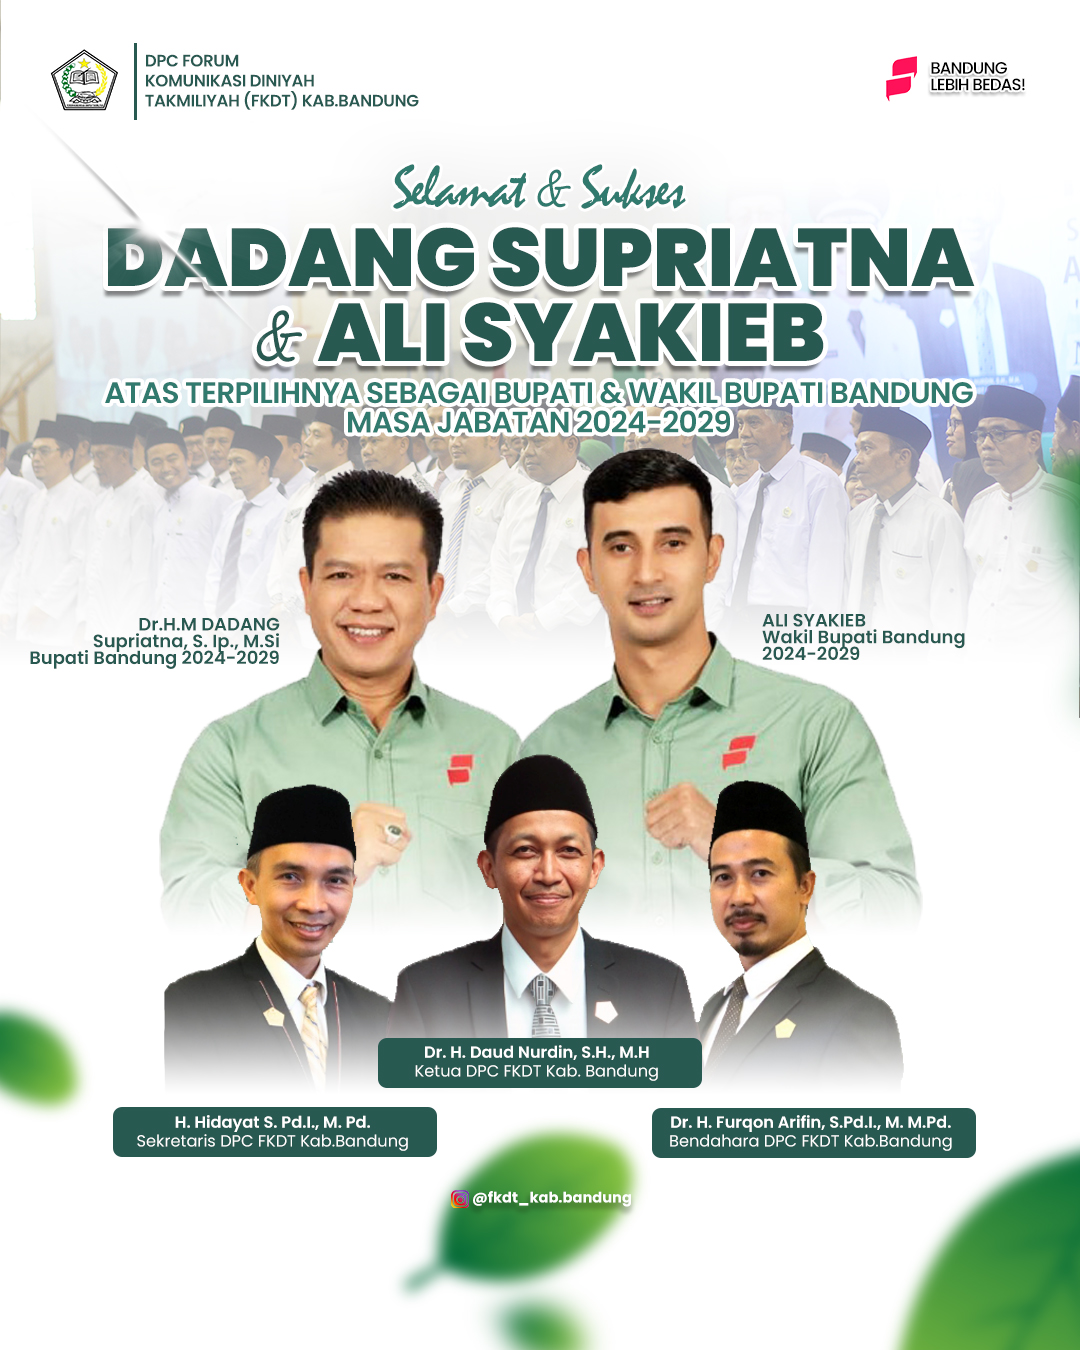 DPC FORUM
KOMUNIKASI DINIYAH
TAKMILIYAH (FKDT) KAB.BANDUNG
BANDUNG
LEBIH BEDAS!
Selamat & Sukses
DADANG SUPRIATNA
& ALI SYAKIEB
ATAS TERPILIHNYA SEBAGAI BUPATI & WAKIL BUPATI BANDUNG
MASA JABATAN 2024-2029
Dr.H.M DADANG
Supriatna, S. Ip., M.Si
Bupati Bandung 2024-2029
ALI SYAKIEB
Wakil Bupati Bandung
2024-2029
Dr. H. Daud Nurdin, S.H., M.H
Ketua DPC FKDT Kab. Bandung
H. Hidayat S. Pd.I., M. Pd.
Sekretaris DPC FKDT Kab.Bandung
Dr. H. Furqon Arifin, S.Pd.I., M. M.Pd.
Bendahara DPC FKDT Kab.Bandung
@fkdt_kab.bandung